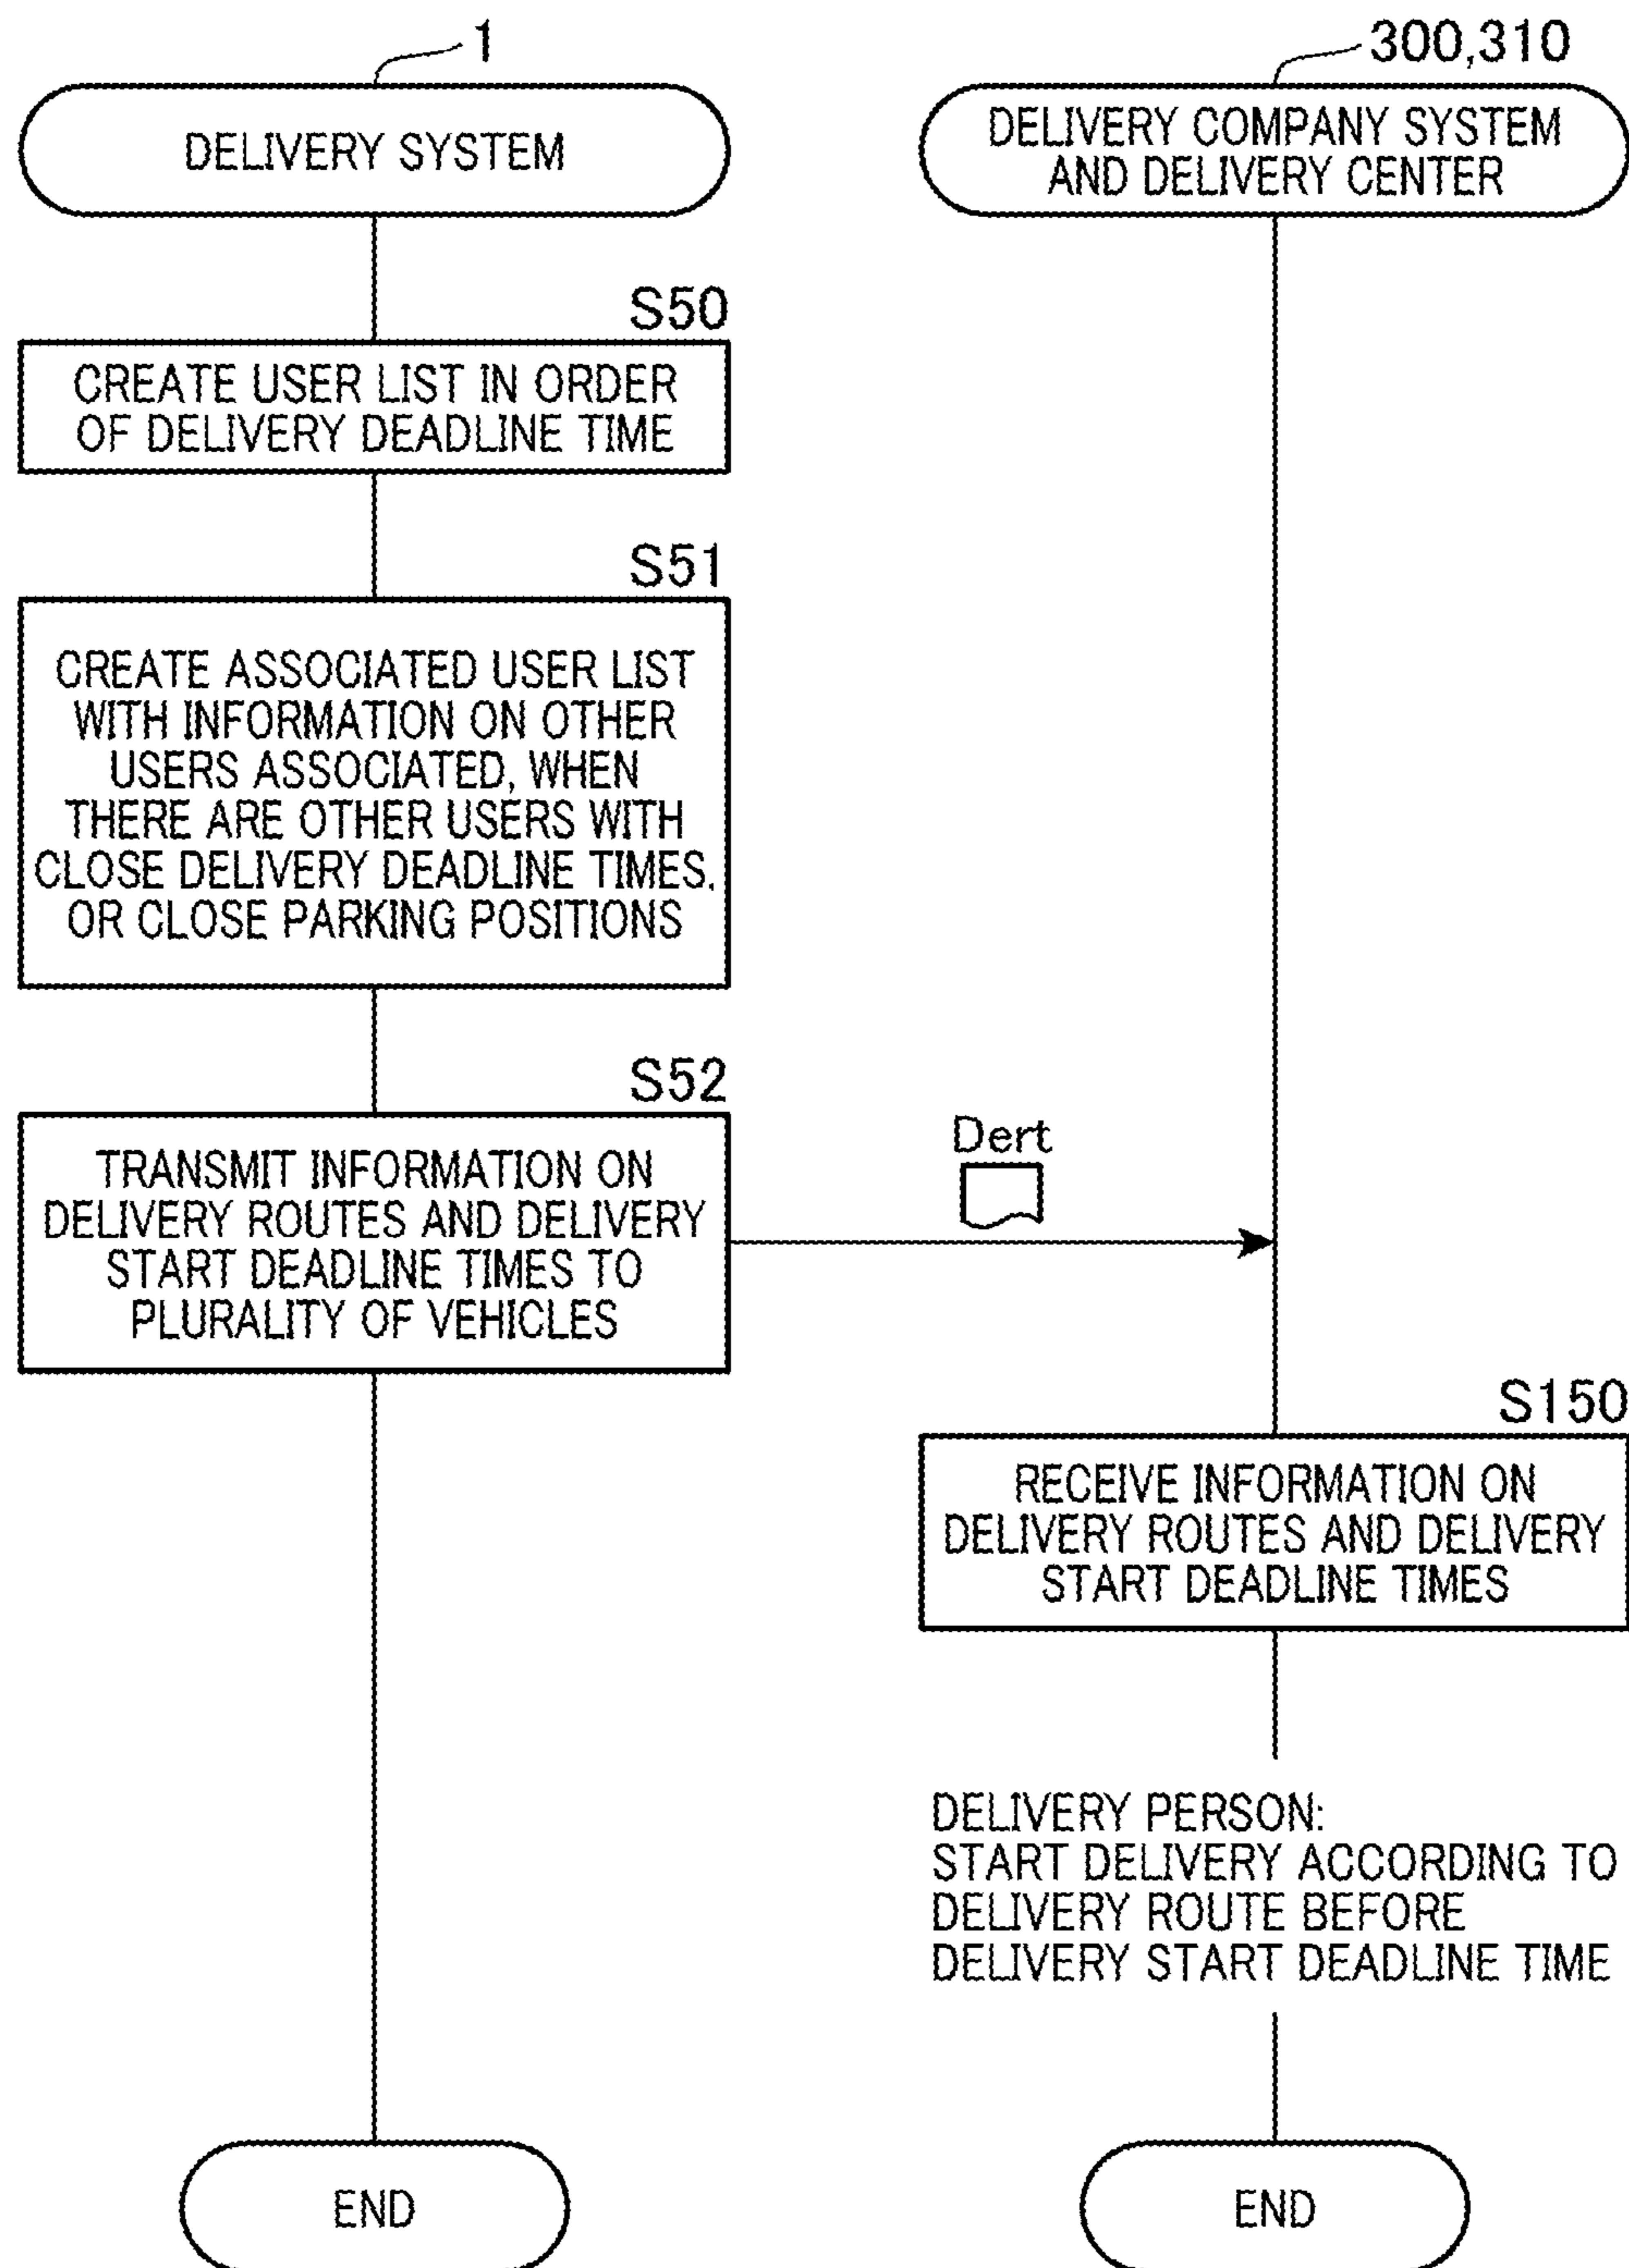 1
DELIVERY SYSTEM
S50
CREATE USER LIST IN ORDER
OF DELIVERY DEADLINE TIME
S51
CREATE ASSOCIATED USER LIST
WITH INFORMATION ON OTHER
USERS ASSOCIATED, WHEN
THERE ARE OTHER USERS WITH
CLOSE DELIVERY DEADLINE TIMES,
OR CLOSE PARKING POSITIONS
S52
TRANSMIT INFORMATION ON
DELIVERY ROUTES AND DELIVERY
START DEADLINE TIMES TO
PLURALITY OF VEHICLES
END
Dert
300,310
DELIVERY COMPANY SYSTEM
AND DELIVERY CENTER
S150
RECEIVE INFORMATION ON
DELIVERY ROUTES AND DELIVERY
START DEADLINE TIMES
DELIVERY PERSON:
START DELIVERY ACCORDING TO
DELIVERY ROUTE BEFORE
DELIVERY START DEADLINE TIME
END